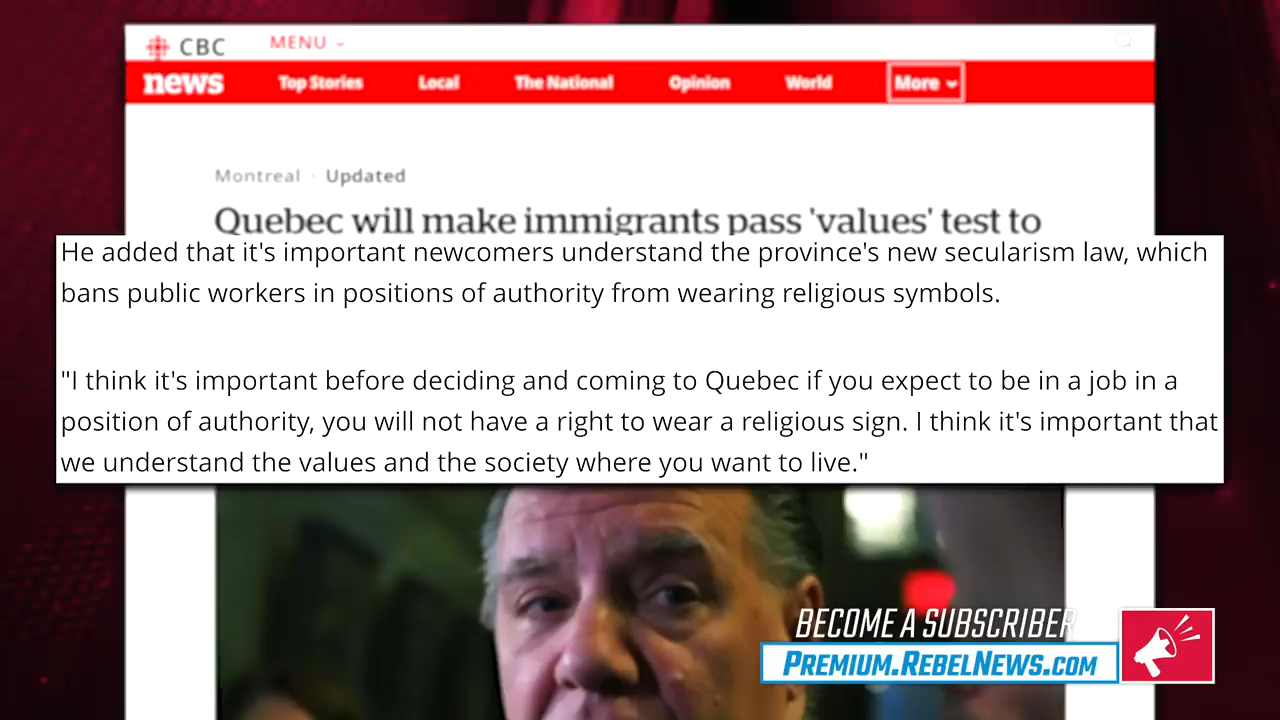 CBC MENU
news Top Stories Local The National Opinion World More
Montreal · Updated
Quebec will make immigrants pass 'values' test to
He added that it's important newcomers understand the province's new secularism law, which
bans public workers in positions of authority from wearing religious symbols.
"I think it's important before deciding and coming to Quebec if you expect to be in a job in a
position of authority, you will not have a right to wear a religious sign. I think it's important that
we understand the values and the society where you want to live."
BECOME A SUBSCRIBER
PREMIUM.REBELNEWS.COM